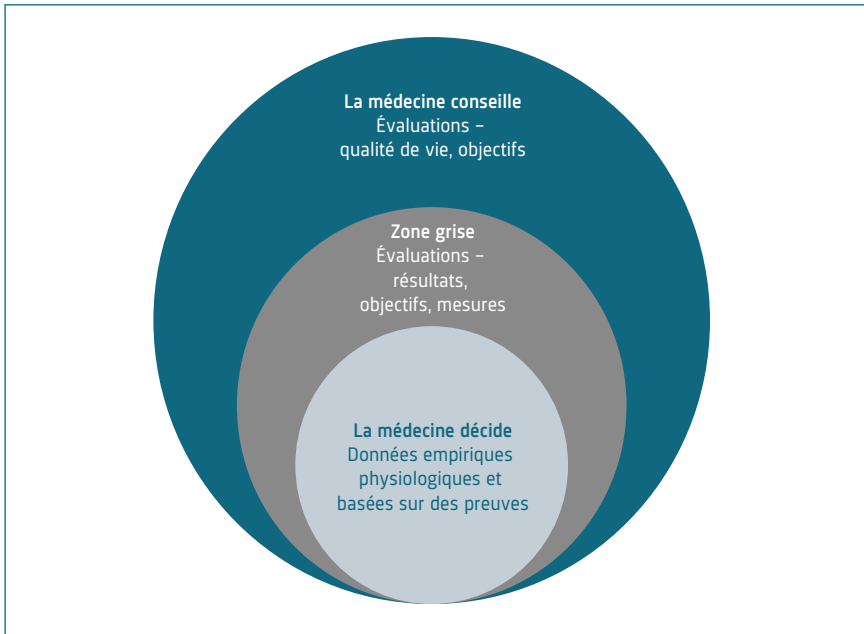 La médecine conseille
Évaluations –
qualité de vie, objectifs
Zone grise
Évaluations –
résultats,
objectifs, mesures
La médecine décide
Données empiriques
physiologiques et
basées sur des preuves